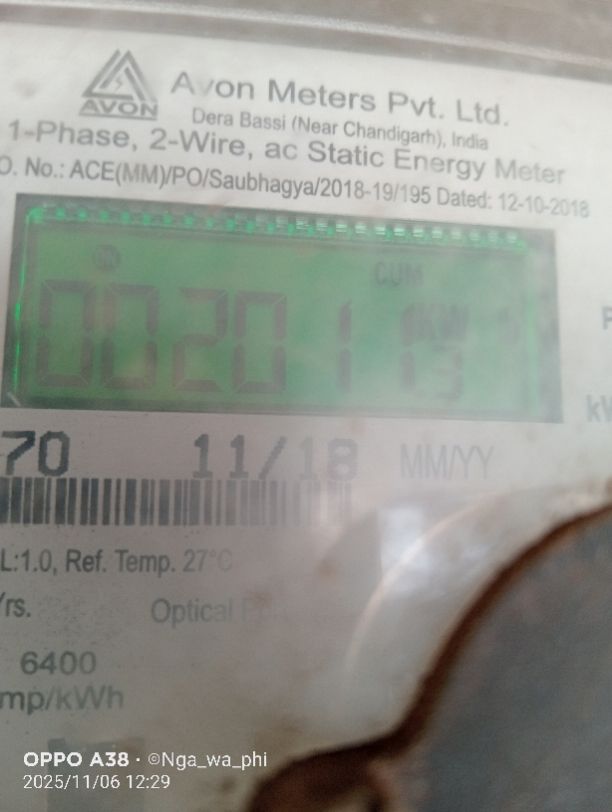 AVON
Avon Meters Pvt. Ltd.
Dera Bassi (Near Chandigarh), India
1-Phase, 2-Wire, ac Static Energy Meter
O. No.: ACE(MM)/PO/Saubhagya/2018-19/195 Dated: 12-10-2018
CUM
00201
KW
70 11/18 MM/YY
L:1.0, Ref. Temp. 27°C
rs. Optical
6400
mp/kWh
OPPO A38 · ©Nga_wa_phi
2025/11/06 12:29